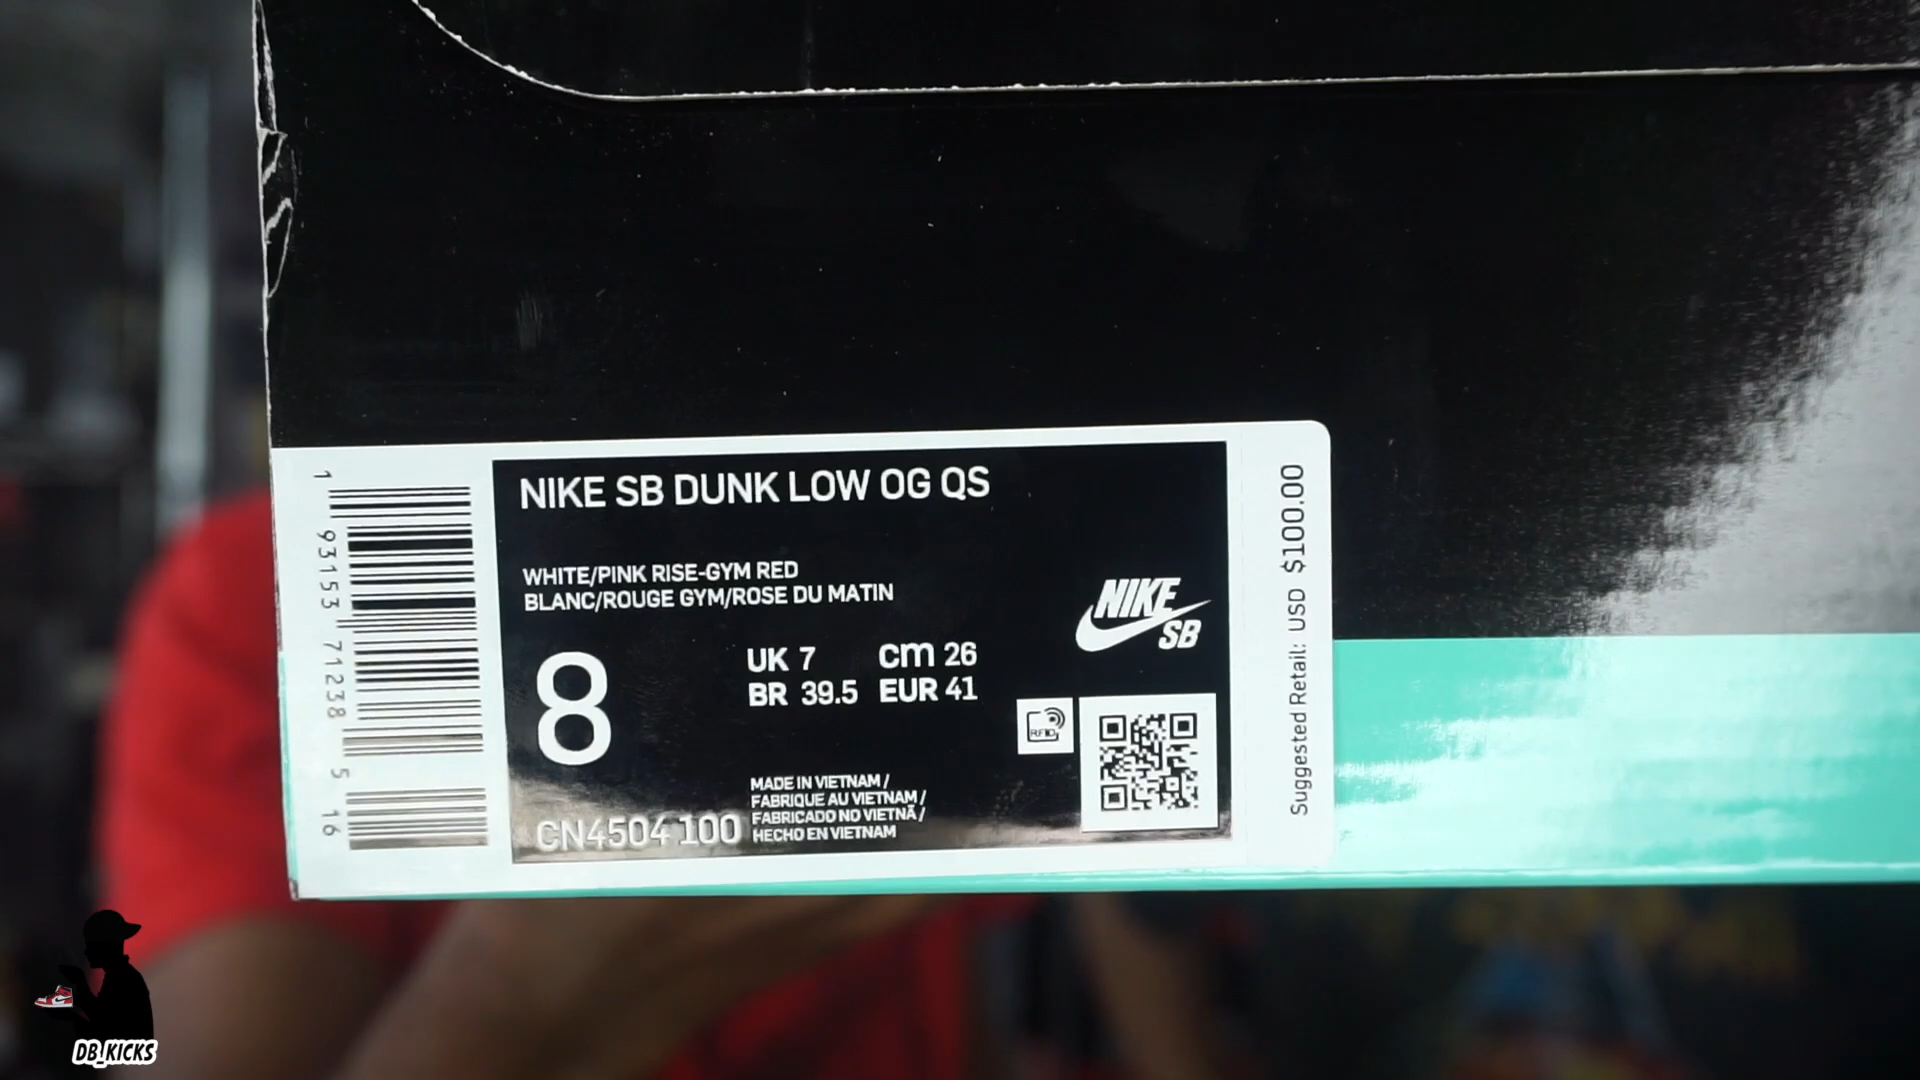 NIKE SB DUNK LOW OG QS
WHITE/PINK RISE-GYM RED
BLANC/ROUGE GYM/ROSE DU MATIN
8
UK 7
cm 26
BR 39.5
EUR 41
MADE IN VIETNAM /
FABRIQUE AU VIETNAM /
FABRICADO NO VIETNÃ /
HECHO EN VIETNAM
CN4504 100
NIKE
SB
RFID
Suggested Retail: USD $100.00
1 93153 71238 5 16
DB_KICKS